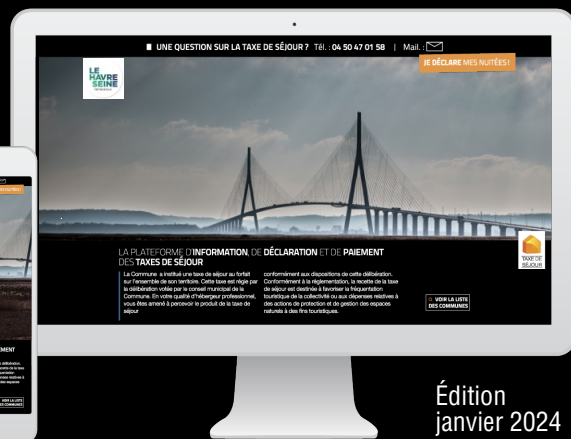 UNE QUESTION SUR LA TAXE DE SÉJOUR ? Tél. : 04 50 47 01 58 | Mail. :
JE DÉCLARE MES NUITÉES !
LE
HAVRE
SEINE
LA PLATEFORME D'INFORMATION, DE DÉCLARATION ET DE PAIEMENT
DES TAXES DE SÉJOUR
La Commune a institué une taxe de séjour au forfait
sur l'ensemble de son territoire. Cette taxe est régie par
la délibération votée par le conseil municipal de la
Commune. En votre qualité d'hébergeur professionnel,
vous êtes amené à percevoir le produit de la taxe de
séjour
conformément aux dispositions de cette délibération.
Conformément à la réglementation, la recette de la taxe
de séjour est destinée à favoriser la fréquentation
touristique de la collectivité ou aux dépenses relatives à
des actions de protection et de gestion des espaces
naturels à des fins touristiques.
TAXE DE
SÉJOUR
VOIR LA LISTE
DES COMMUNES
EMENT
VOIR LA LISTE
DES COMMUNES
Édition
janvier 2024